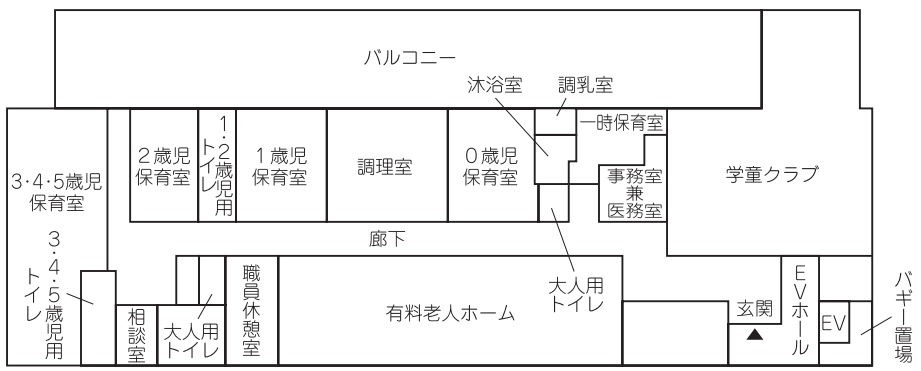 バルコニー
沐浴室
調乳室
一時保育室
2歳児
保育室
1・2歳児用
トイレ
1歳児
保育室
調理室
0歳児
保育室
事務室
兼
医務室
学童クラブ
3・4・5歳児
保育室
廊下
3・4・5歳児用
トイレ
相談室
大人用
トイレ
職員休憩室
有料老人ホーム
大人用
トイレ
玄関
EVホール
EV
バギー置場